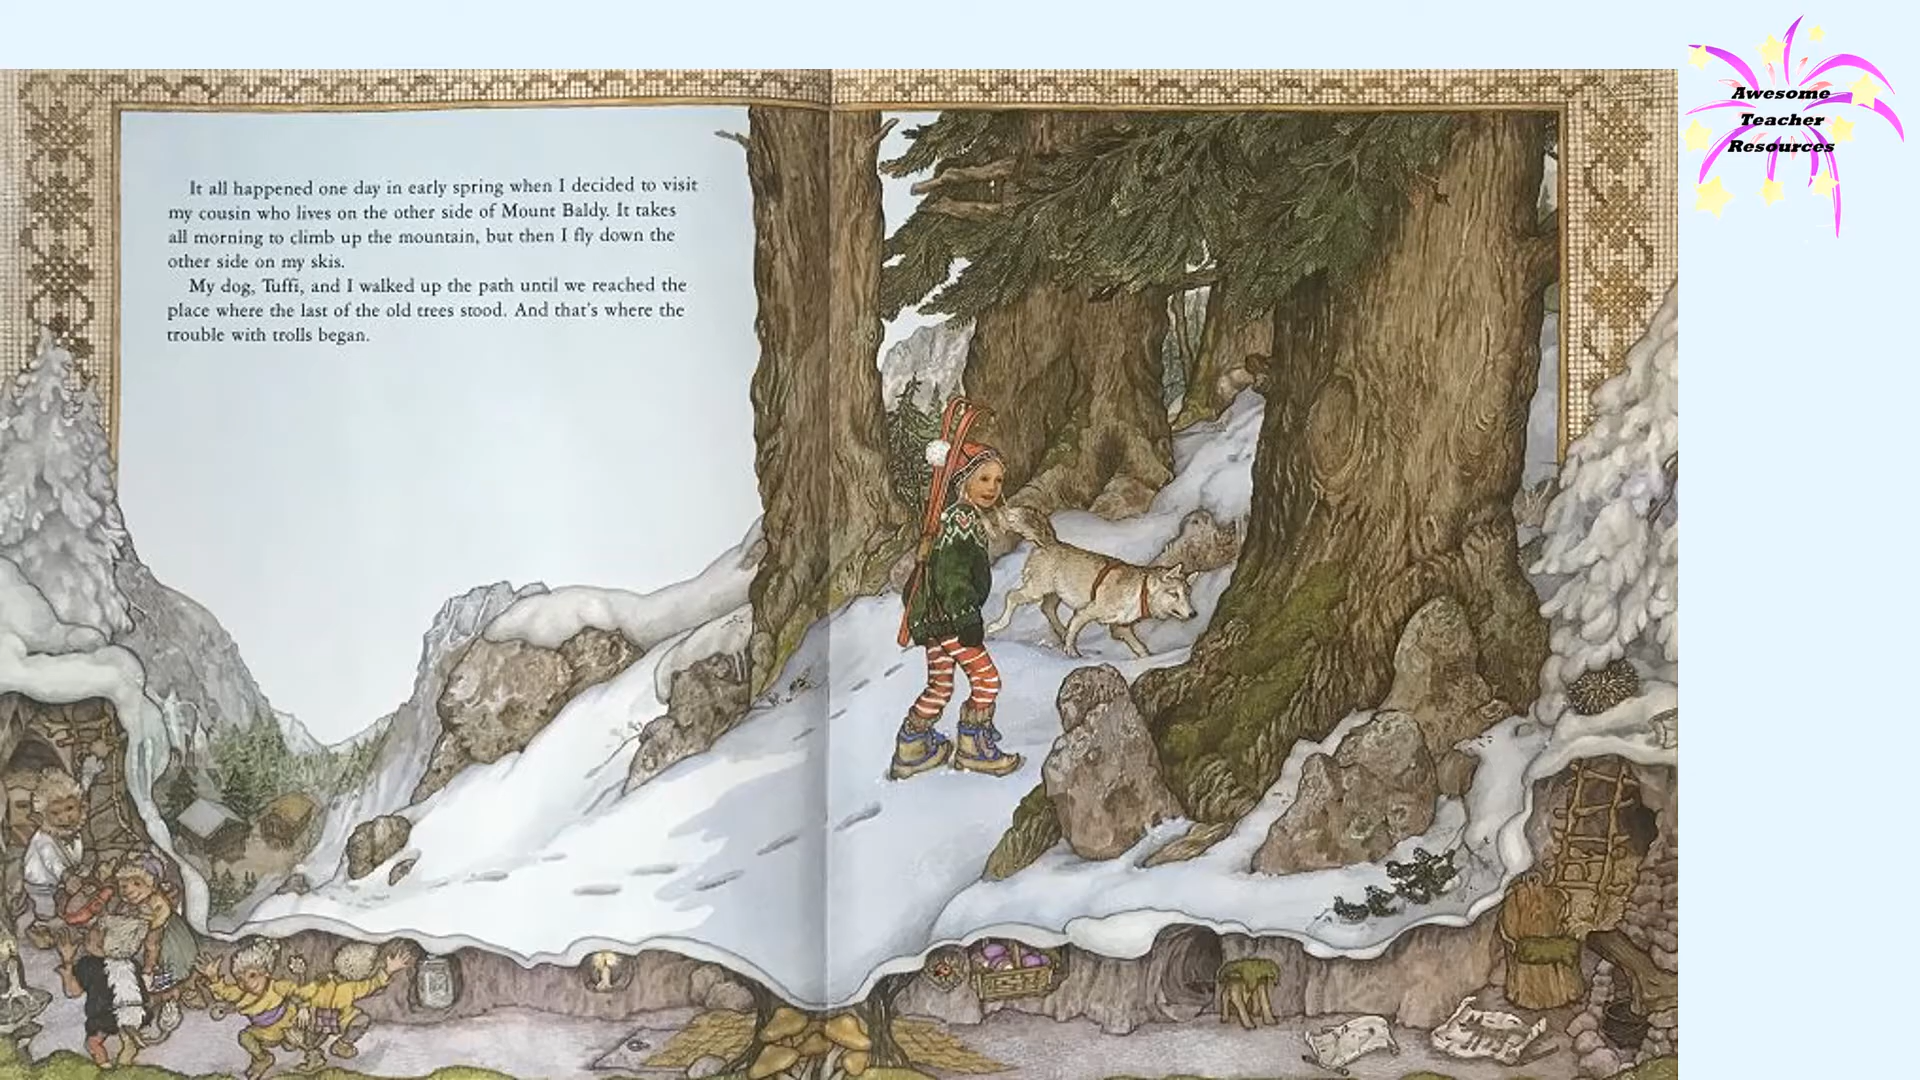 It all happened one day in early spring when I decided to visit
my cousin who lives on the other side of Mount Baldy. It takes
all morning to climb up the mountain, but then I fly down the
other side on my skis.
My dog, Tuffi, and I walked up the path until we reached the
place where the last of the old trees stood. And that's where the
trouble with trolls began.
Awesome
Teacher
Resources